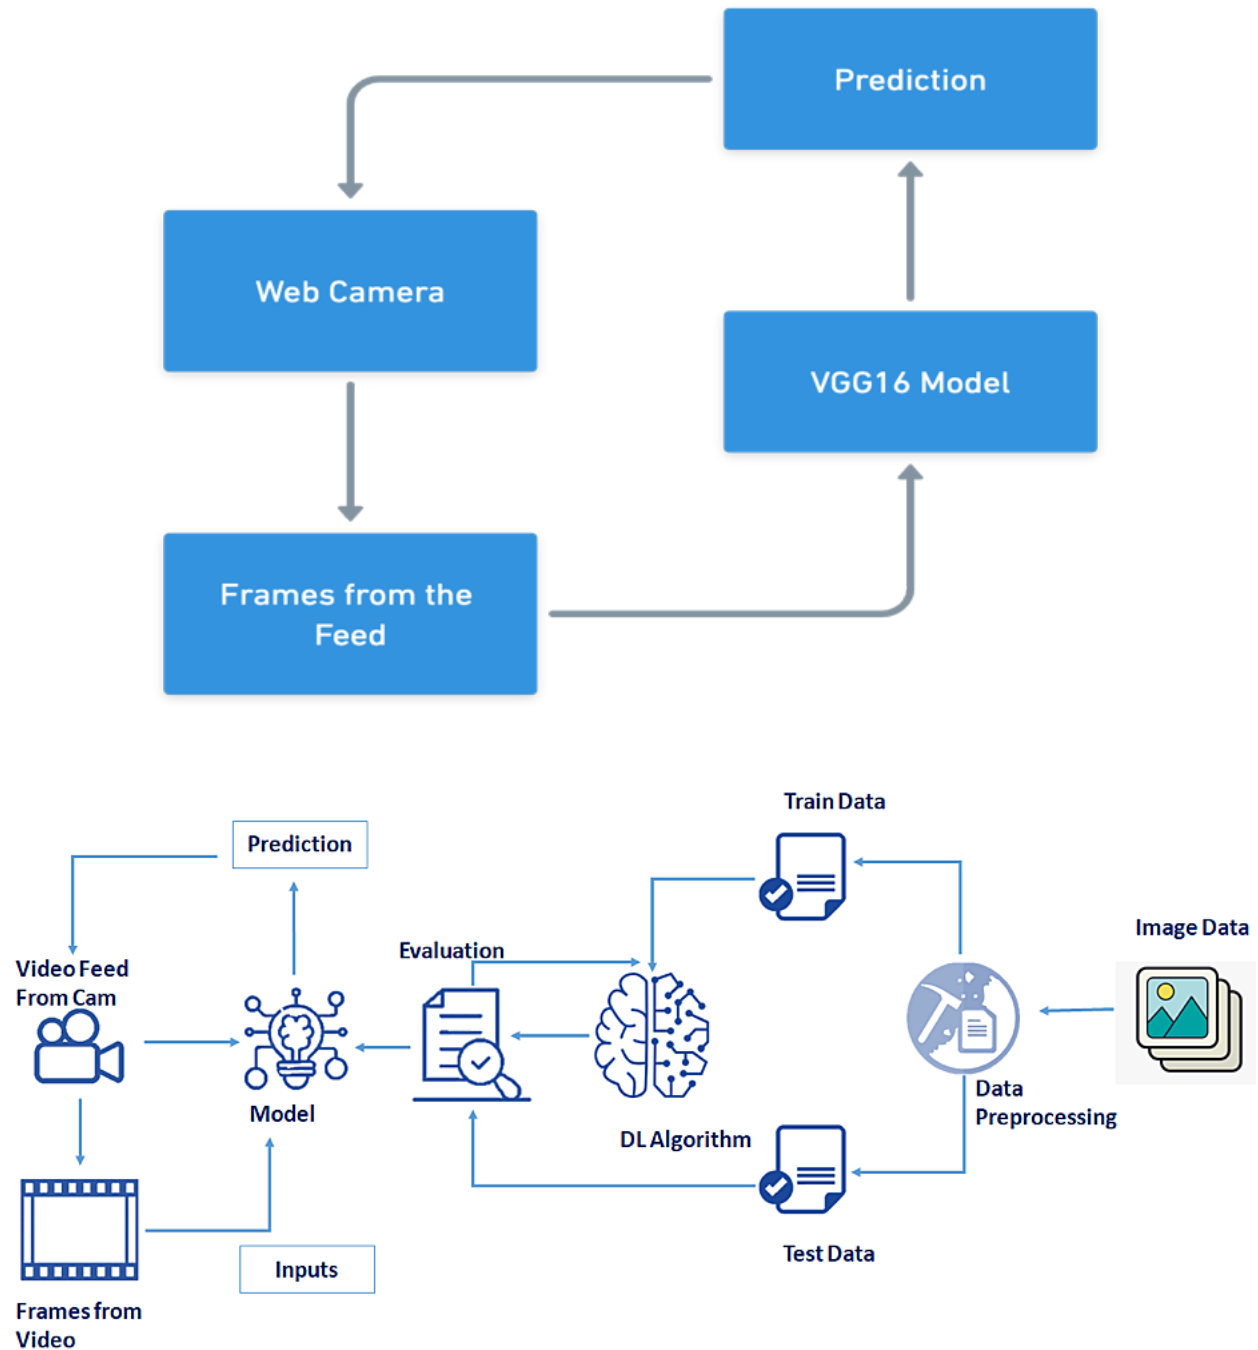 Prediction
Web Camera
VGG16 Model
Frames from the
Feed
Train Data
Prediction
Image Data
Evaluation
Video Feed
From Cam
Data
Preprocessing
Model
DL Algorithm
Test Data
Inputs
Frames from
Video